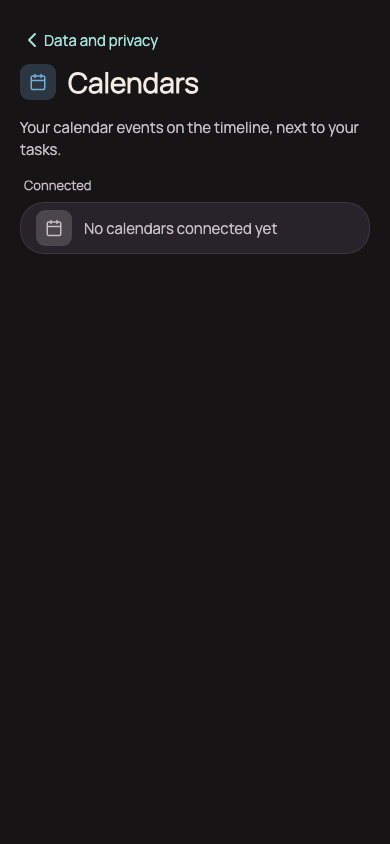 Data and privacy
Calendars
Your calendar events on the timeline, next to your
tasks.
Connected
No calendars connected yet